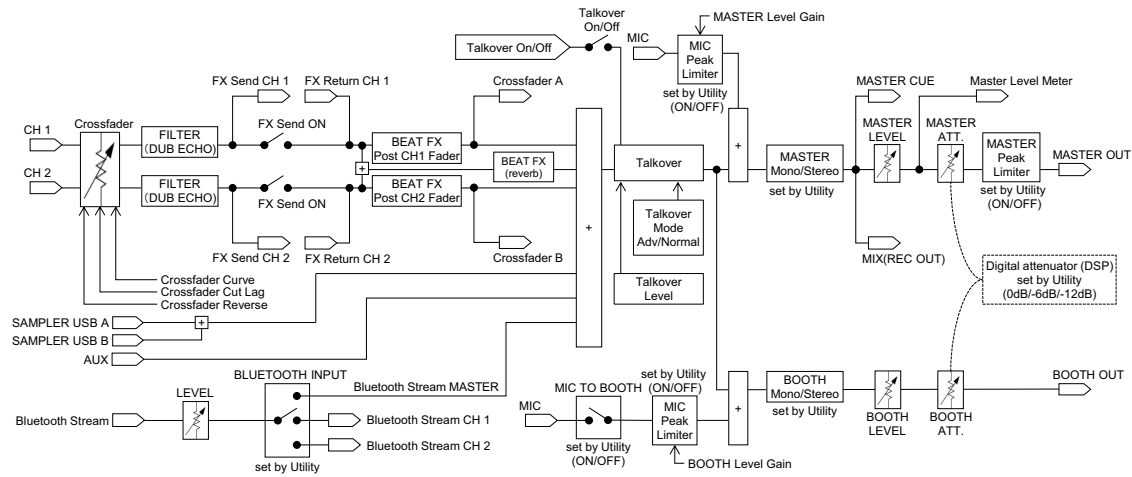 Talkover
On/Off
Talkover On/Off
MIC
MASTER Level Gain
MIC
Peak
Limiter
set by Utility
(ON/OFF)
FX Send CH 1
FX Return CH 1
Crossfader A
MASTER CUE
Master Level Meter
CH 1
Crossfader
FILTER
(DUB ECHO)
FX Send ON
BEAT FX
Post CH1 Fader
+
MASTER
LEVEL
MASTER
ATT.
MASTER
Peak
Limiter
MASTER OUT
set by Utility
(ON/OFF)
+
BEAT FX
(reverb)
Talkover
MASTER
Mono/Stereo
set by Utility
CH 2
FILTER
(DUB ECHO)
FX Send ON
BEAT FX
Post CH2 Fader
+
Talkover
Mode
Adv/Normal
FX Send CH 2
FX Return CH 2
Crossfader B
MIX(REC OUT)
Crossfader Curve
Crossfader Cut Lag
Crossfader Reverse
Talkover
Level
Digital attenuator (DSP)
set by Utility
(0dB/-6dB/-12dB)
SAMPLER USB A
+
SAMPLER USB B
AUX
BLUETOOTH INPUT
LEVEL
Bluetooth Stream MASTER
Bluetooth Stream
Bluetooth Stream CH 1
Bluetooth Stream CH 2
set by Utility
MIC TO BOOTH
set by Utility
(ON/OFF)
MIC
MIC
Peak
Limiter
set by Utility
(ON/OFF)
BOOTH Level Gain
+
BOOTH
Mono/Stereo
set by Utility
BOOTH
LEVEL
BOOTH
ATT.
BOOTH OUT